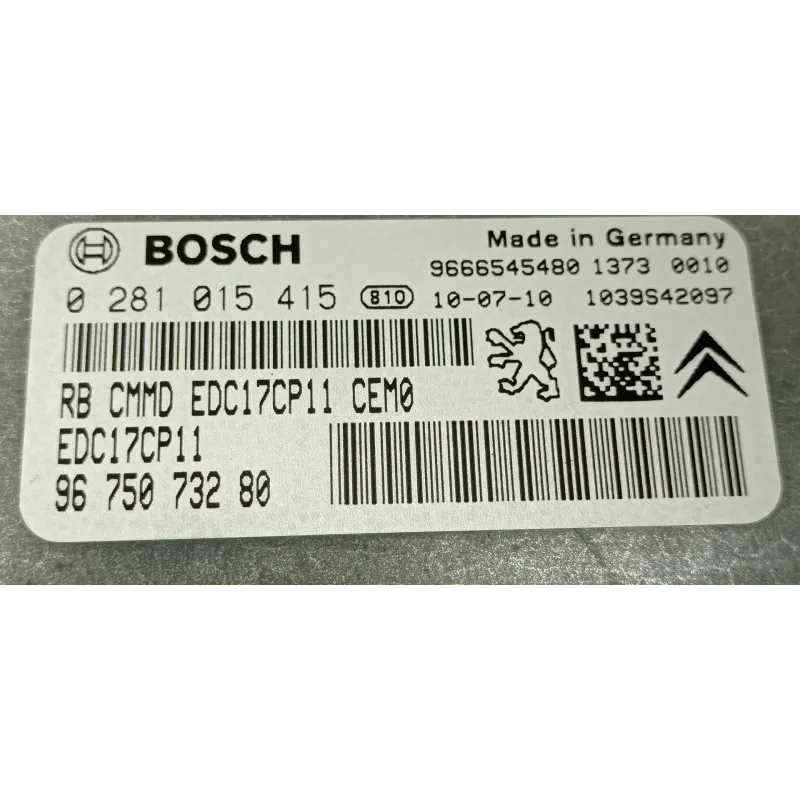 BOSCH
Made in Germany
9666545480 1373 0010
0 281 015 415 810 10-07-10 1039S42097
RB CMMD EDC17CP11 CEM0
EDC17CP11
96 750 732 80